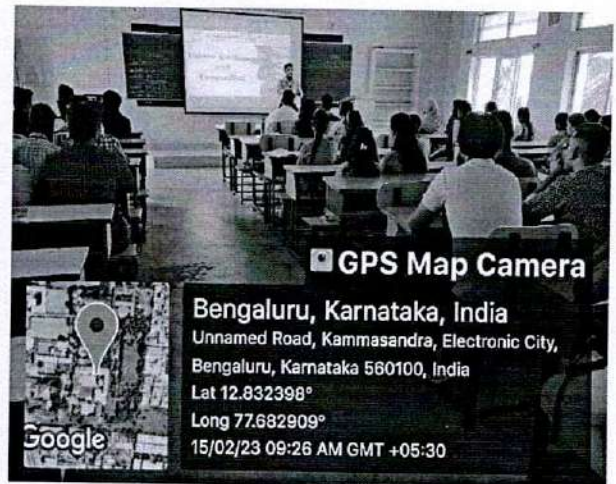 GPS Map Camera
Bengaluru, Karnataka, India
Unnamed Road, Kammasandra, Electronic City,
Bengaluru, Karnataka 560100, India
Lat 12.832398°
Long 77.682909°
15/02/23 09:26 AM GMT +05:30
Google